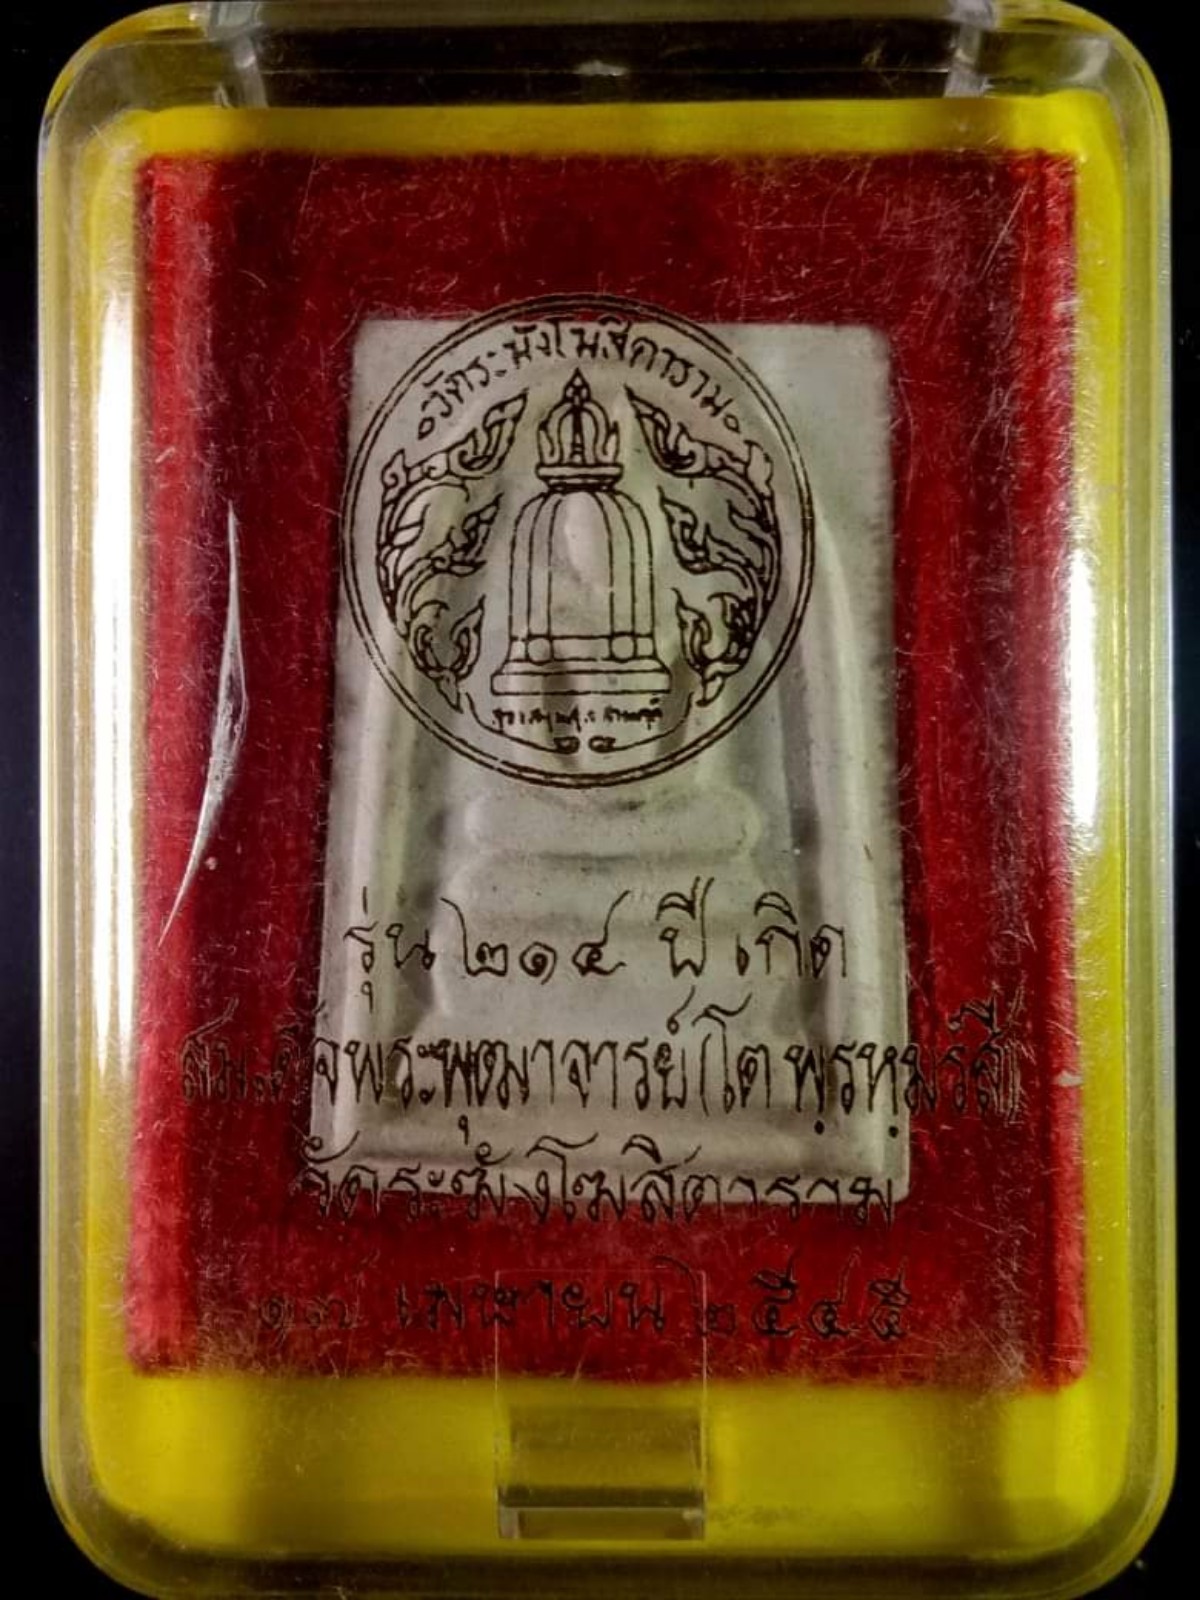 วัดระฆังโฆสิตาราม
รุ่น ๒๑๔ ปี เกิด
สมเด็จพระพุฒาจารย์(โต พฺรหฺมรํสี)
วัดระฆังโฆสิตาราม
๑๗ เมษายน ๒๕๔๕